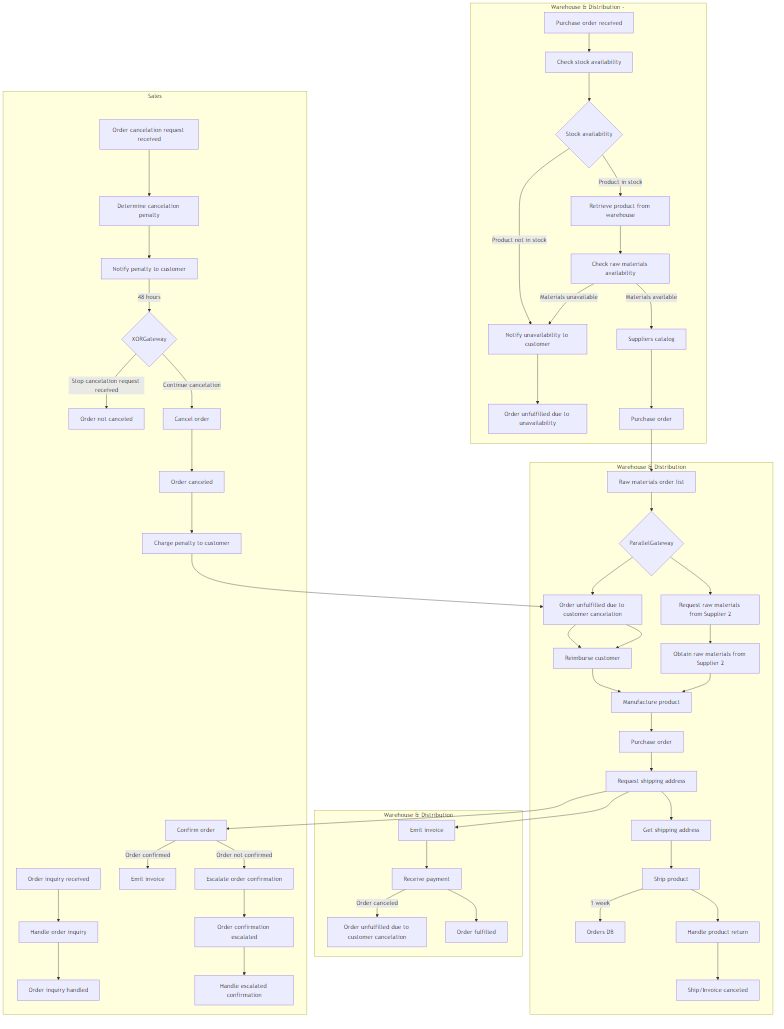 Warehouse & Distribution -
Purchase order received
Check stock availability
Stock availability
Product in stock
Retrieve product from
warehouse
Product not in stock
Check raw materials
availability
Materials unavailable
Materials available
Notify unavailability to
customer
Suppliers catalog
Order unfulfilled due to
unavailability
Purchase order
Sales
Order cancelation request
received
Determine cancelation
penalty
Notify penalty to customer
48 hours
XORGateway
Stop cancelation request
received
Continue cancelation
Order not canceled
Cancel order
Order canceled
Charge penalty to customer
Warehouse & Distribution
Raw materials order list
ParallelGateway
Order unfulfilled due to
customer cancelation
Request raw materials
from Supplier 2
Reimburse customer
Obtain raw materials from
Supplier 2
Manufacture product
Purchase order
Request shipping address
Confirm order
Order confirmed
Order not confirmed
Order inquiry received
Emit invoice
Escalate order confirmation
Handle order inquiry
Order confirmation
escalated
Order inquiry handled
Handle escalated
confirmation
Warehouse & Distribution
Emit invoice
Receive payment
Order canceled
Order unfulfilled due to
customer cancelation
Order fulfilled
Get shipping address
Ship product
1 week
Orders DB
Handle product return
Ship/Invoice canceled